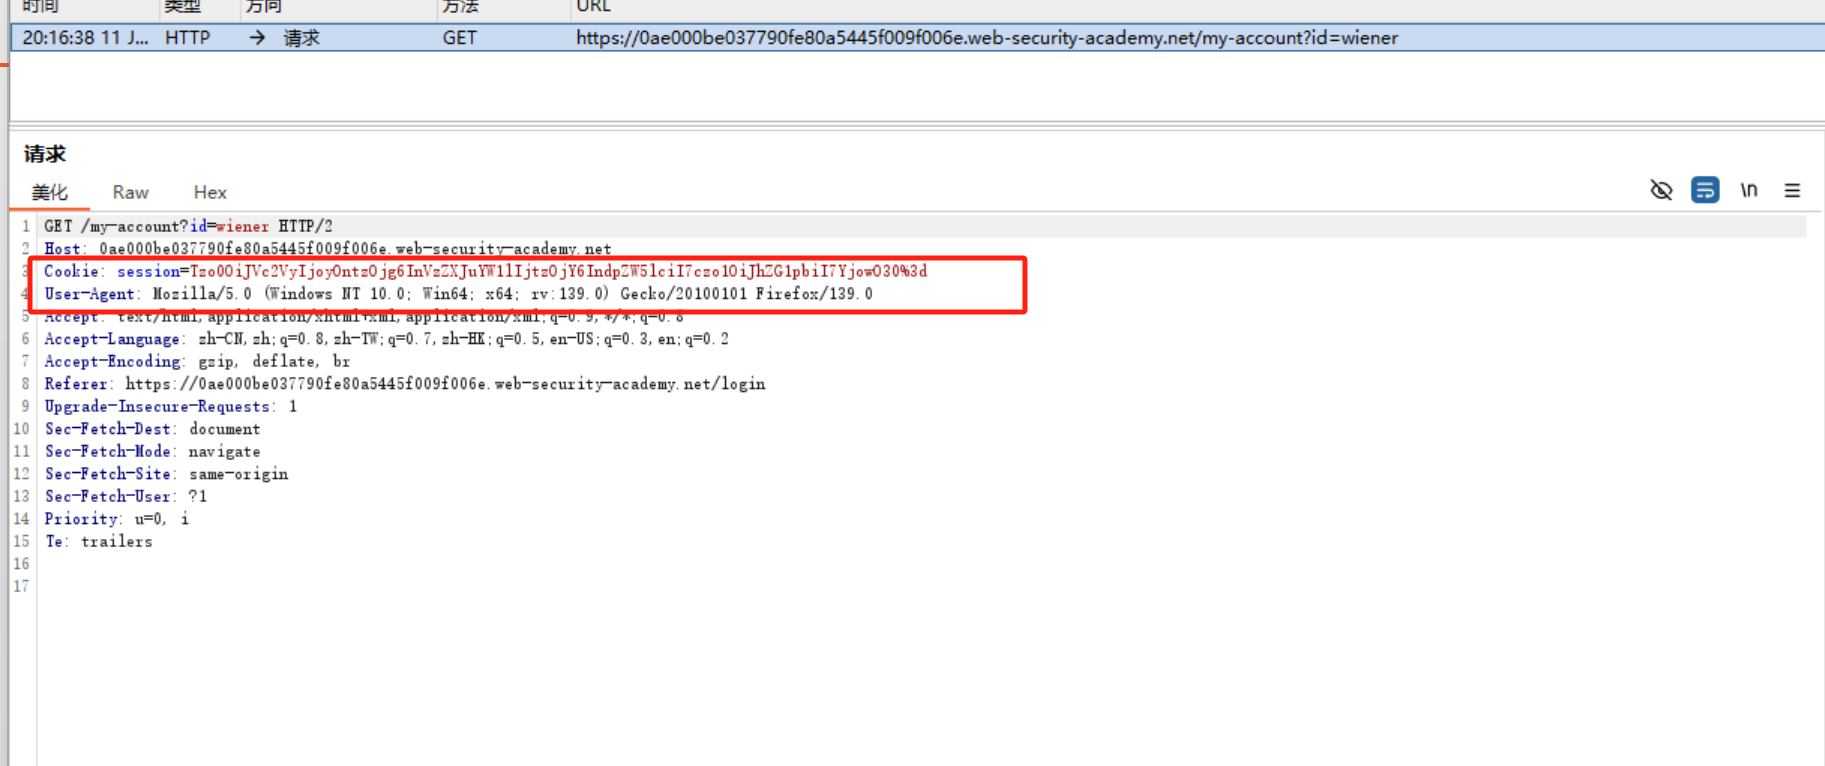 时间 类型 方向 方法 URL
20:16:38 11 J... HTTP → 请求 GET https://0ae000be037790fe80a5445f009f006e.web-security-academy.net/my-account?id=wiener
请求
美化 Raw Hex \n
1 GET /my-account?id=wiener HTTP/2
2 Host: 0ae000be037790fe80a5445f009f006e.web-security-academy.net
3 Cookie: session=Tzo0OiJVc2VyIjoyOntzOjg6InVzZXJuYW1lIjtzOjY6IndpZW5lciI7czo1OiJhZG1pbiI7YjowO30%3d
4 User-Agent: Mozilla/5.0 (Windows NT 10.0; Win64; x64; rv:139.0) Gecko/20100101 Firefox/139.0
5 Accept: text/html,application/xhtml+xml,application/xml;q=0.9,*/*;q=0.8
6 Accept-Language: zh-CN,zh;q=0.8,zh-TW;q=0.7,zh-HK;q=0.5,en-US;q=0.3,en;q=0.2
7 Accept-Encoding: gzip, deflate, br
8 Referer: https://0ae000be037790fe80a5445f009f006e.web-security-academy.net/login
9 Upgrade-Insecure-Requests: 1
10 Sec-Fetch-Dest: document
11 Sec-Fetch-Mode: navigate
12 Sec-Fetch-Site: same-origin
13 Sec-Fetch-User: ?1
14 Priority: u=0, i
15 Te: trailers
16
17